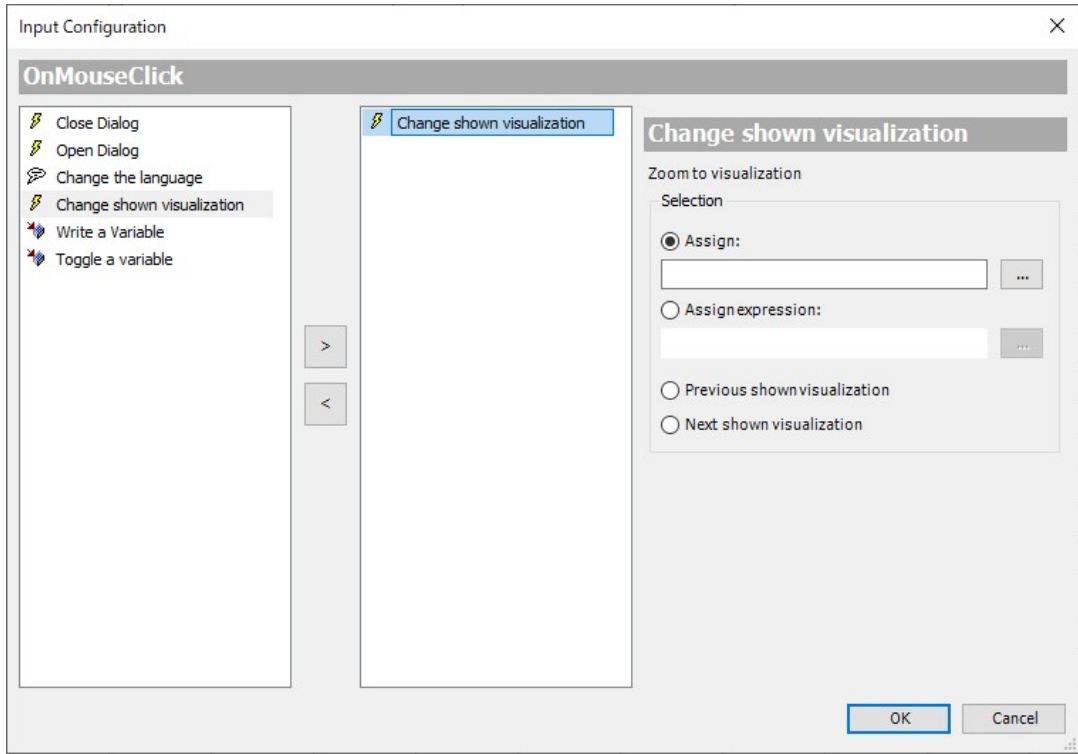 Input Configuration
OnMouseClick
Close Dialog
Open Dialog
Change the language
Change shown visualization
Write a Variable
Toggle a variable
>
<
Change shown visualization
Change shown visualization
Zoom to visualization
Selection
Assign:
...
Assign expression:
...
Previous shown visualization
Next shown visualization
OK
Cancel